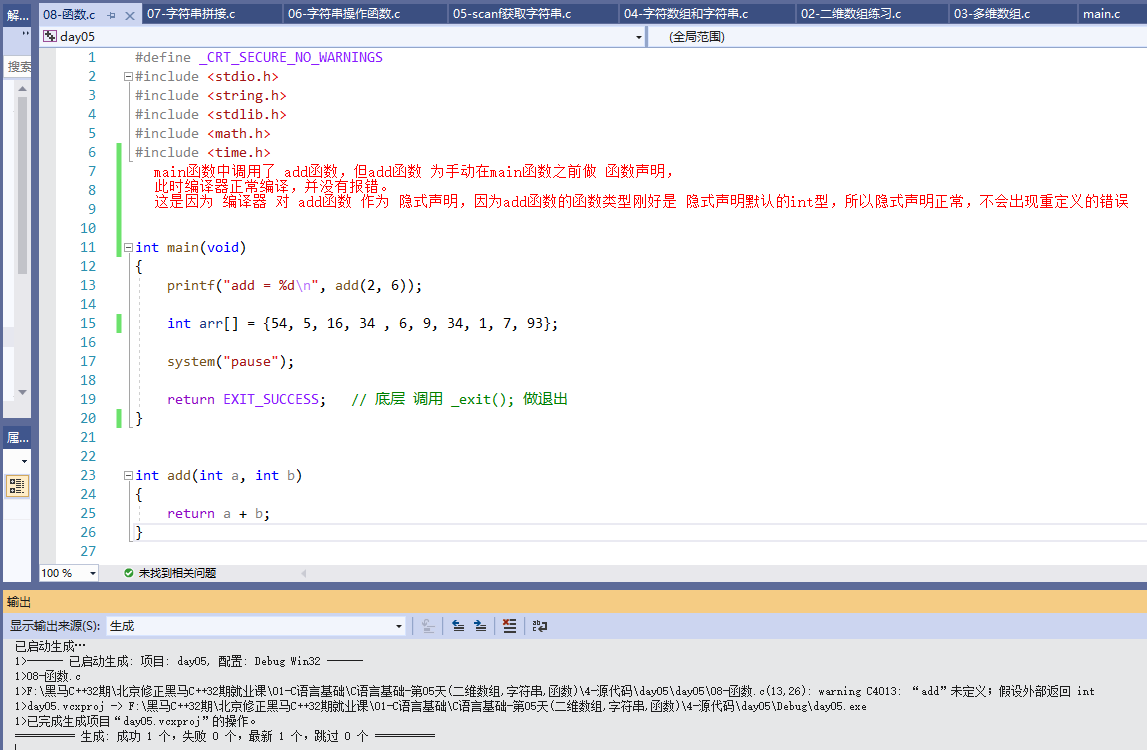 解...
08-函数.c
07-字符串拼接.c
06-字符串操作函数.c
05-scanf获取字符串.c
04-字符数组和字符串.c
02-二维数组练习.c
03-多维数组.c
main.c
day05
(全局范围)
搜索
1 #define _CRT_SECURE_NO_WARNINGS
2 #include <stdio.h>
3 #include <string.h>
4 #include <stdlib.h>
5 #include <math.h>
6 #include <time.h>
7 main函数中调用了 add函数，但add函数 为手动在main函数之前做 函数声明，
8 此时编译器正常编译，并没有报错。
9 这是因为 编译器 对 add函数 作为 隐式声明，因为add函数的函数类型刚好是 隐式声明默认的int型，所以隐式声明正常，不会出现重定义的错误
10
11 int main(void)
12 {
13 printf("add = %d\n", add(2, 6));
14
15 int arr[] = {54, 5, 16, 34 , 6, 9, 34, 1, 7, 93};
16
17 system("pause");
18
19 return EXIT_SUCCESS; // 底层 调用 _exit(); 做退出
20 }
21
22
23 int add(int a, int b)
24 {
25 return a + b;
26 }
27
属...
100 %
未找到相关问题
输出
显示输出来源(S): 生成
已启动生成…
1>------ 已启动生成: 项目: day05, 配置: Debug Win32 ------
1>08-函数.c
1>F:\黑马C++32期\北京修正黑马C++32期就业课\01-C语言基础\C语言基础-第05天(二维数组,字符串,函数)\4-源代码\day05\day05\08-函数.c(13,26): warning C4013: “add”未定义；假设外部返回 int
1>day05.vcxproj -> F:\黑马C++32期\北京修正黑马C++32期就业课\01-C语言基础\C语言基础-第05天(二维数组,字符串,函数)\4-源代码\day05\Debug\day05.exe
1>已完成生成项目“day05.vcxproj”的操作。
========== 生成: 成功 1 个，失败 0 个，最新 1 个，跳过 0 个 ==========